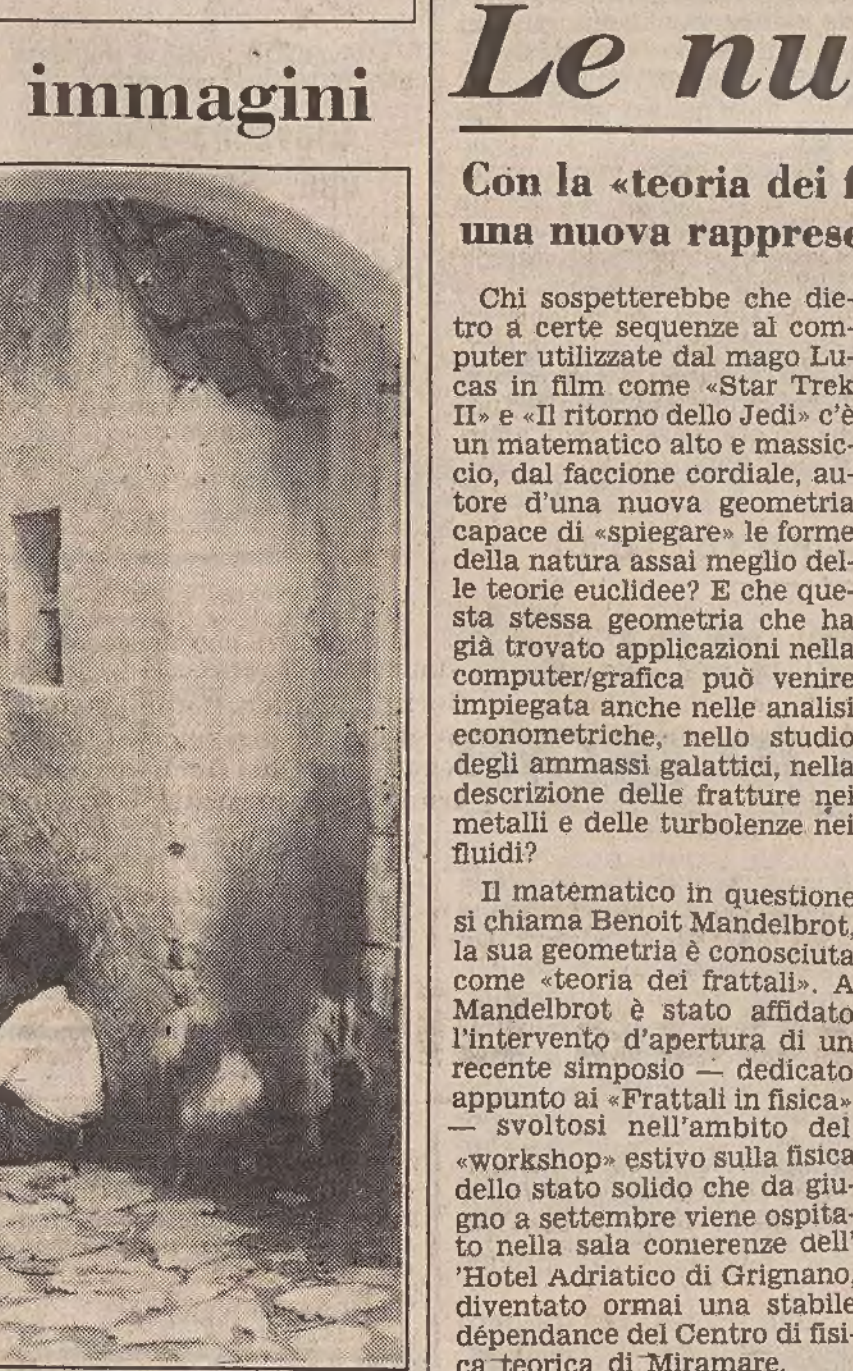 immagini
Le nu
Con la «teoria dei f
una nuova rapprese
Chi sospetterebbe che die-
tro a certe sequenze al com-
puter utilizzate dal mago Lu-
cas in film come «Star Trek
II» e «Il ritorno dello Jedi» c'è
un matematico alto e massic-
cio, dal faccione cordiale, au-
tore d'una nuova geometria
capace di «spiegare» le forme
della natura assai meglio del-
le teorie euclidee? E che que-
sta stessa geometria che ha
già trovato applicazioni nella
computer/grafica può venire
impiegata anche nelle analisi
econometriche, nello studio
degli ammassi galattici, nella
descrizione delle fratture nei
metalli e delle turbolenze nei
fluidi?
Il matematico in questione
si chiama Benoit Mandelbrot,
la sua geometria è conosciuta
come «teoria dei frattali». A
Mandelbrot è stato affidato
l'intervento d'apertura di un
recente simposio — dedicato
appunto ai «Frattali in fisica»
— svoltosi nell'ambito del
«workshop» estivo sulla fisica
dello stato solido che da giu-
gno a settembre viene ospita-
to nella sala conferenze dell'
'Hotel Adriatico di Grignano,
diventato ormai una stabile
dépendance del Centro di fisi-
ca teorica di Miramare.